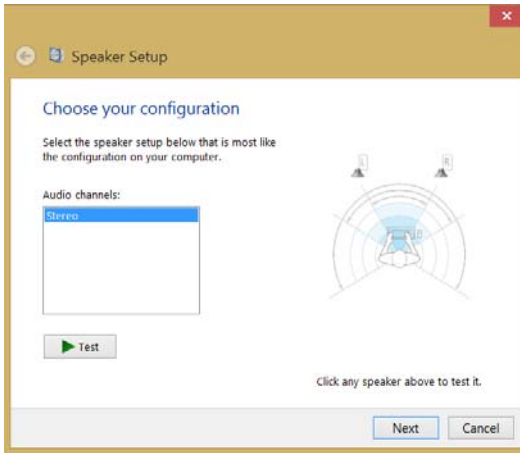 Speaker Setup
Choose your configuration
Select the speaker setup below that is most like
the configuration on your computer.
L
R
Audio channels:
Stereo
Test
Click any speaker above to test it.
Next
Cancel